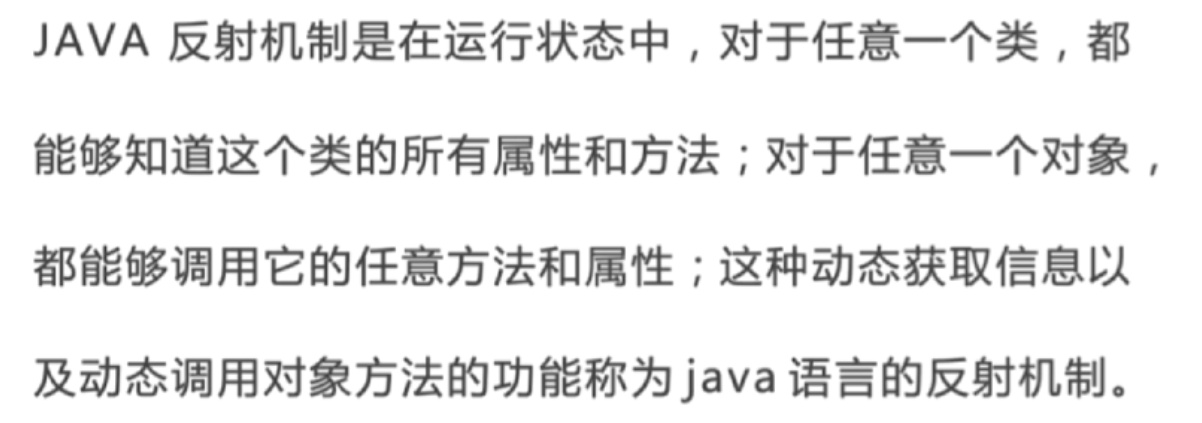 JAVA 反射机制是在运行状态中，对于任意一个类，都
能够知道这个类的所有属性和方法；对于任意一个对象，
都能够调用它的任意方法和属性；这种动态获取信息以
及动态调用对象方法的功能称为 java 语言的反射机制。